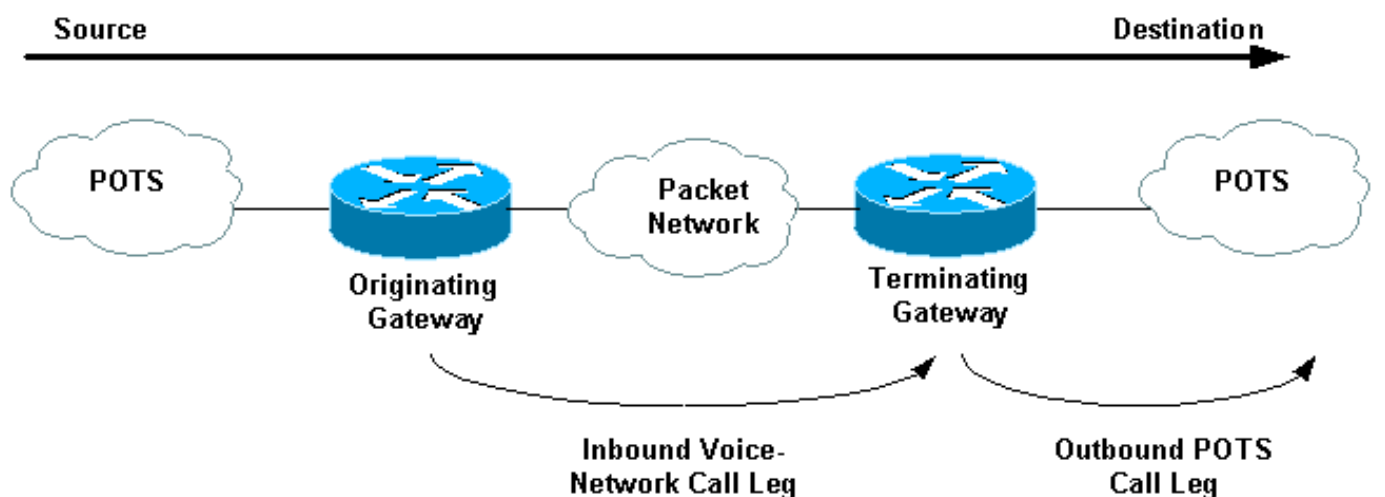 Source
Destination
POTS
Packet
Network
POTS
Originating
Gateway
Terminating
Gateway
Inbound Voice-
Network Call Leg
Outbound POTS
Call Leg